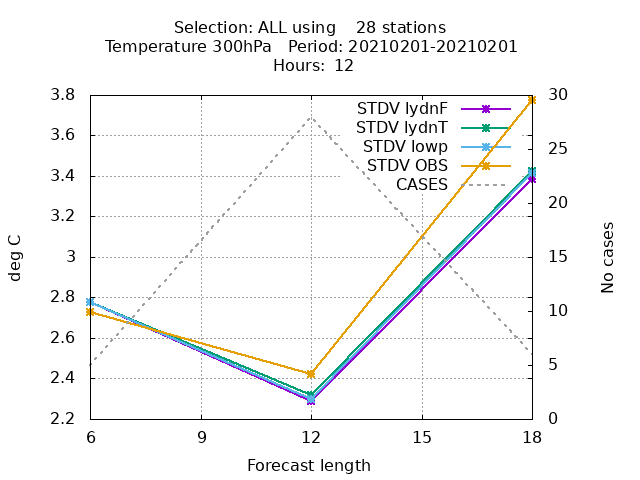 Selection: ALL using    28 stations
Temperature 300hPa   Period: 20210201-20210201
Hours:  12
STDV lydnF
STDV lydnT
STDV lowp
STDV OBS
CASES
3.8
3.6
3.4
3.2
3
2.8
2.6
2.4
2.2
deg C
30
25
20
15
10
5
0
No cases
6 9 12 15 18
Forecast length